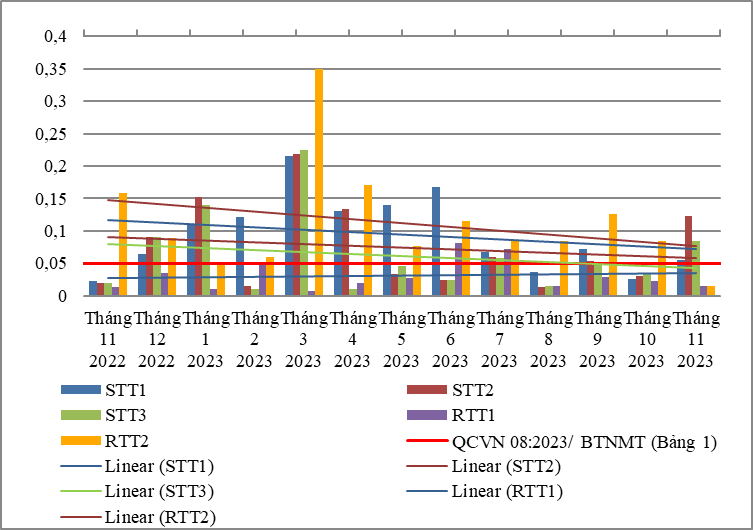 0,4
0,35
0,3
0,25
0,2
0,15
0,1
0,05
0
Tháng Tháng Tháng Tháng Tháng Tháng Tháng Tháng Tháng Tháng Tháng Tháng Tháng
11 12 1 2 3 4 5 6 7 8 9 10 11
2022 2022 2023 2023 2023 2023 2023 2023 2023 2023 2023 2023 2023
STT1 STT2
STT3 RTT1
RTT2 QCVN 08:2023/ BTNMT (Bảng 1)
Linear (STT1) Linear (STT2)
Linear (STT3) Linear (RTT1)
Linear (RTT2)